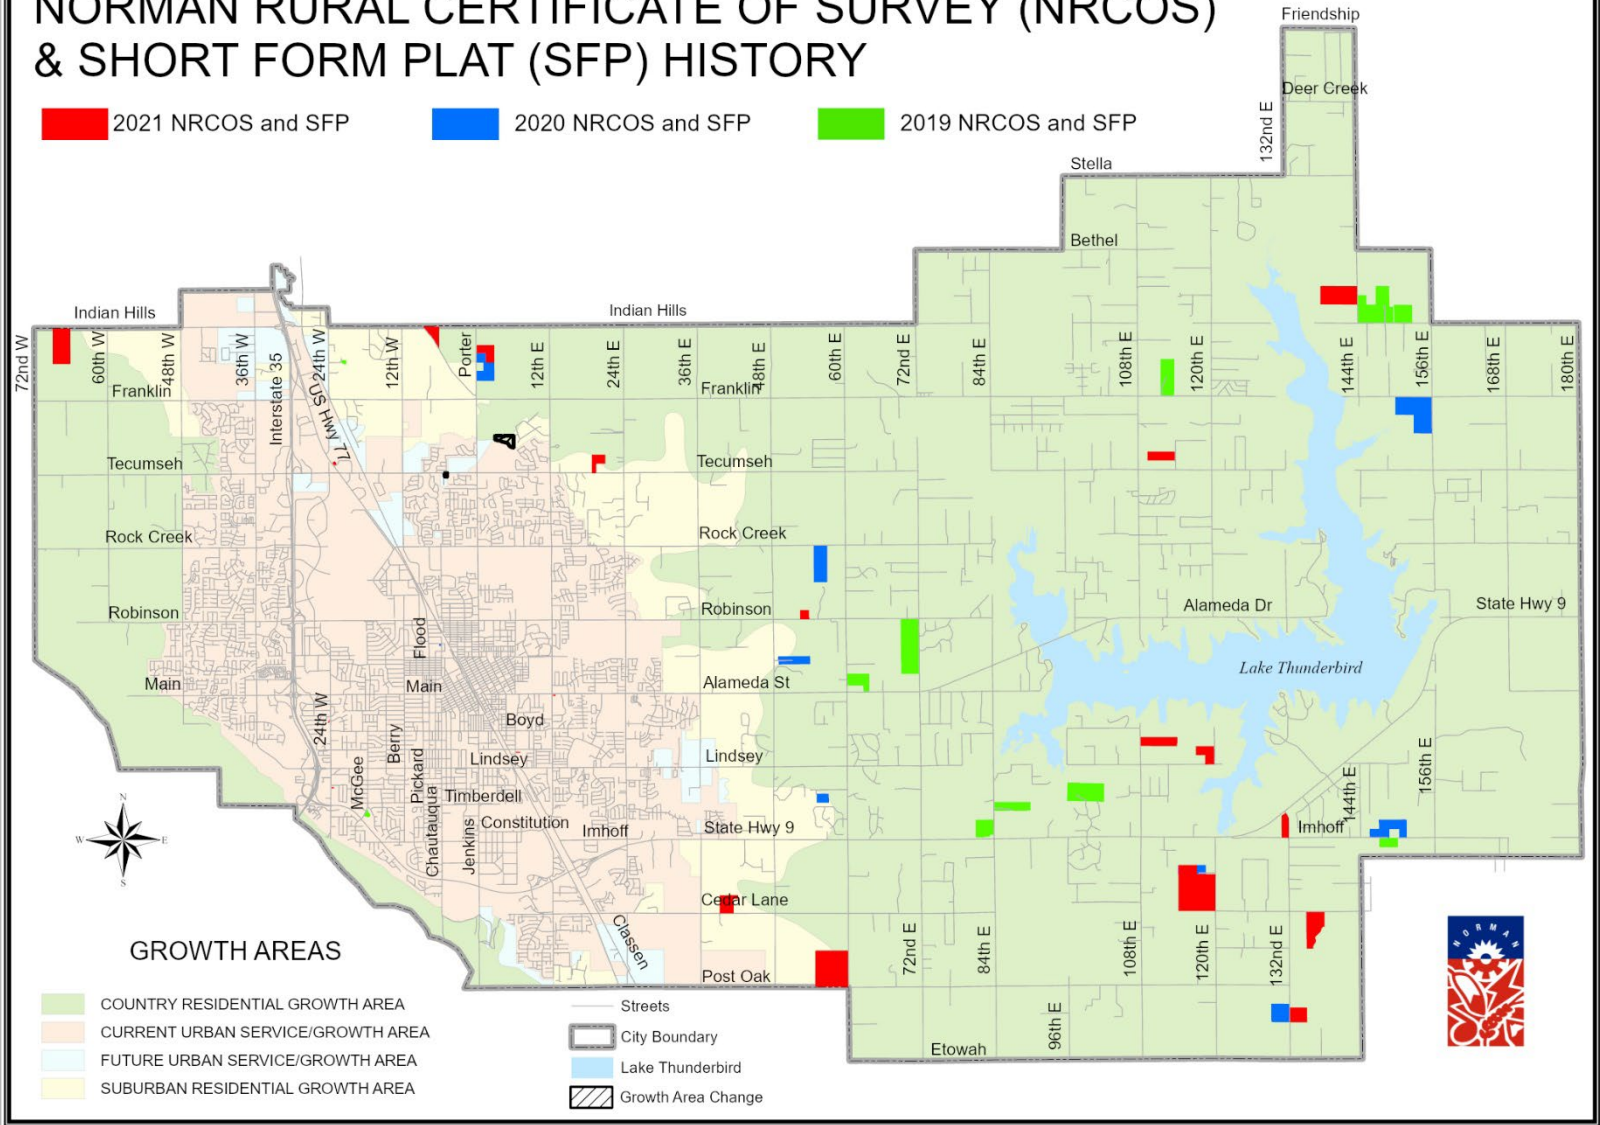 NORMAN RURAL CERTIFICATE OF SURVEY (NRCOS)
& SHORT FORM PLAT (SFP) HISTORY
2021 NRCOS and SFP
2020 NRCOS and SFP
2019 NRCOS and SFP
Friendship
Deer Creek
132nd E
Stella
Bethel
Indian Hills
Indian Hills
72nd W
60th W
48th W
36th W
Interstate 35
24th W
US Hwy 77
12th W
Porter
12th E
24th E
36th E
48th E
60th E
72nd E
84th E
108th E
120th E
144th E
156th E
168th E
180th E
Franklin
Franklin
Tecumseh
Tecumseh
Rock Creek
Rock Creek
Robinson
Robinson
Alameda Dr
State Hwy 9
Flood
Lake Thunderbird
Main
Main
Alameda St
24th W
Boyd
Berry
Lindsey
Lindsey
McGee
Pickard
Chautauqua
Timberdell
Jenkins
Constitution
Imhoff
State Hwy 9
144th E
156th E
Imhoff
N
W
E
S
Cedar Lane
Classen
Post Oak
72nd E
84th E
108th E
120th E
132nd E
96th E
Etowah
NORMAN
GROWTH AREAS
COUNTRY RESIDENTIAL GROWTH AREA
CURRENT URBAN SERVICE/GROWTH AREA
FUTURE URBAN SERVICE/GROWTH AREA
SUBURBAN RESIDENTIAL GROWTH AREA
Streets
City Boundary
Lake Thunderbird
Growth Area Change